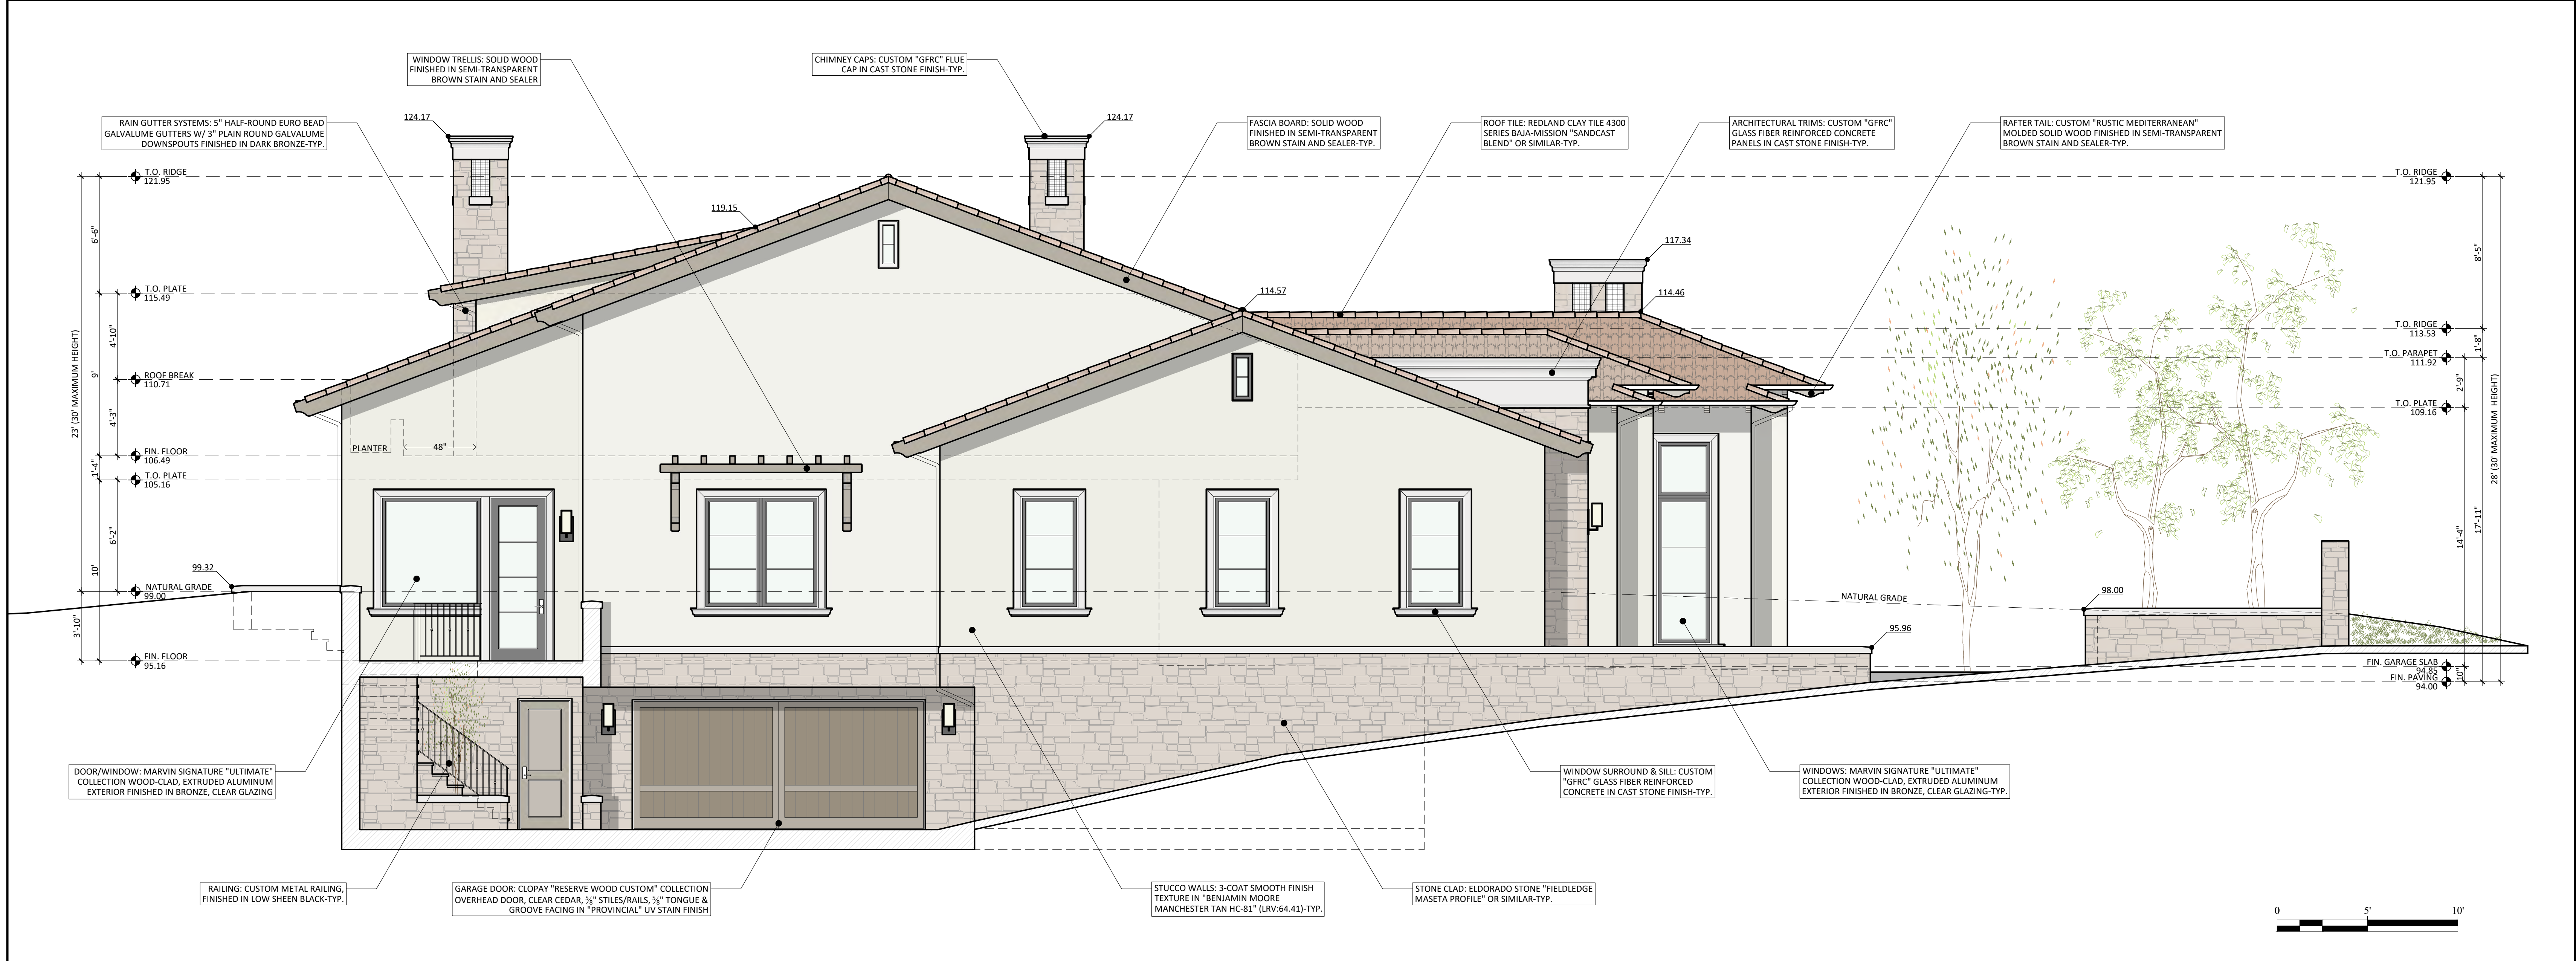 WINDOW TRELLIS: SOLID WOOD
FINISHED IN SEMI-TRANSPARENT
BROWN STAIN AND SEALER
CHIMNEY CAPS: CUSTOM "GFRC" FLUE
CAP IN CAST STONE FINISH-TYP.
RAIN GUTTER SYSTEMS: 5" HALF-ROUND EURO BEAD
GALVALUME GUTTERS W/ 3" PLAIN ROUND GALVALUME
DOWNSPOUTS FINISHED IN DARK BRONZE-TYP.
124.17
124.17
FASCIA BOARD: SOLID WOOD
FINISHED IN SEMI-TRANSPARENT
BROWN STAIN AND SEALER-TYP.
ROOF TILE: REDLAND CLAY TILE 4300
SERIES BAJA-MISSION "SANDCAST
BLEND" OR SIMILAR-TYP.
ARCHITECTURAL TRIMS: CUSTOM "GFRC"
GLASS FIBER REINFORCED CONCRETE
PANELS IN CAST STONE FINISH-TYP.
RAFTER TAIL: CUSTOM "RUSTIC MEDITERRANEAN"
MOLDED SOLID WOOD FINISHED IN SEMI-TRANSPARENT
BROWN STAIN AND SEALER-TYP.
T.O. RIDGE
121.95
T.O. RIDGE
121.95
119.15
117.34
6'-6"
8'-5"
T.O. PLATE
115.49
114.57
114.46
T.O. RIDGE
113.53
4'-10"
9'
23' (30' MAXIMUM HEIGHT)
1'-8"
T.O. PARAPET
111.92
ROOF BREAK
110.71
2'-9"
T.O. PLATE
109.16
28' (30' MAXIMUM HEIGHT)
4'-3"
PLANTER
48"
FIN. FLOOR
106.49
1'-4"
T.O. PLATE
105.16
6'-2"
10'
14'-4"
17'-11"
99.32
NATURAL GRADE
99.00
NATURAL GRADE
98.00
3'-10"
95.96
FIN. FLOOR
95.16
FIN. GARAGE SLAB
94.85
10"
FIN. PAVING
94.00
DOOR/WINDOW: MARVIN SIGNATURE "ULTIMATE"
COLLECTION WOOD-CLAD, EXTRUDED ALUMINUM
EXTERIOR FINISHED IN BRONZE, CLEAR GLAZING
WINDOW SURROUND & SILL: CUSTOM
"GFRC" GLASS FIBER REINFORCED
CONCRETE IN CAST STONE FINISH-TYP.
WINDOWS: MARVIN SIGNATURE "ULTIMATE"
COLLECTION WOOD-CLAD, EXTRUDED ALUMINUM
EXTERIOR FINISHED IN BRONZE, CLEAR GLAZING-TYP.
RAILING: CUSTOM METAL RAILING,
FINISHED IN LOW SHEEN BLACK-TYP.
GARAGE DOOR: CLOPAY "RESERVE WOOD CUSTOM" COLLECTION
OVERHEAD DOOR, CLEAR CEDAR, ⅝" STILES/RAILS, ⅝" TONGUE &
GROOVE FACING IN "PROVINCIAL" UV STAIN FINISH
STUCCO WALLS: 3-COAT SMOOTH FINISH
TEXTURE IN "BENJAMIN MOORE
MANCHESTER TAN HC-81" (LRV:64.41)-TYP.
STONE CLAD: ELDORADO STONE "FIELDLEDGE
MASETA PROFILE" OR SIMILAR-TYP.
0 5' 10'